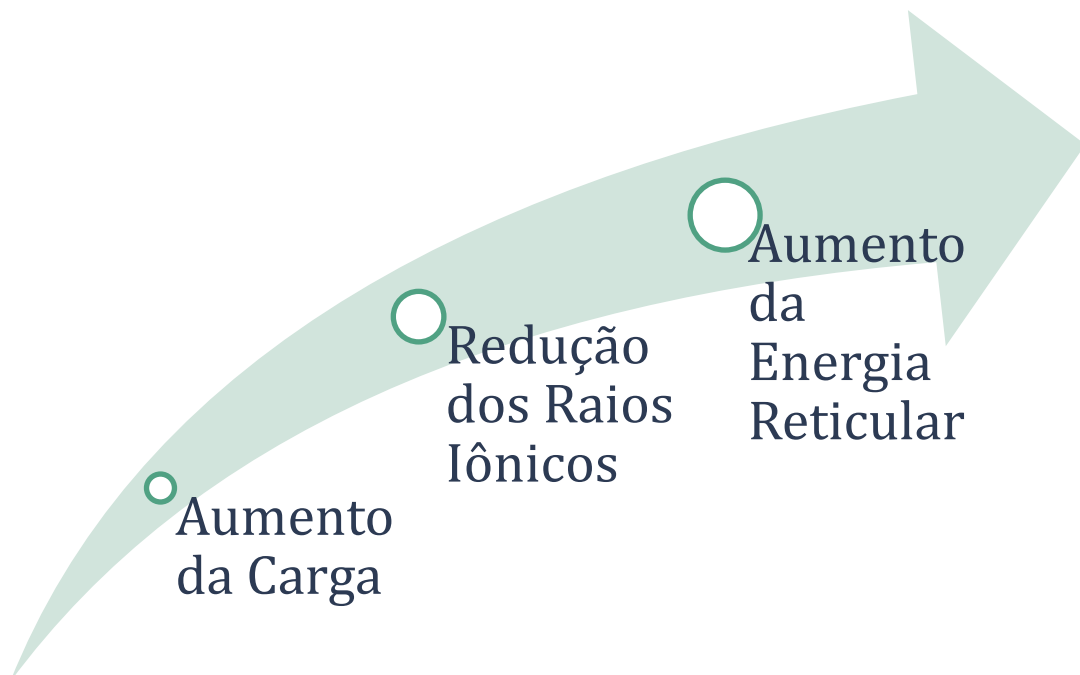 Aumento
da Carga
Redução
dos Raios
Iônicos
Aumento
da
Energia
Reticular